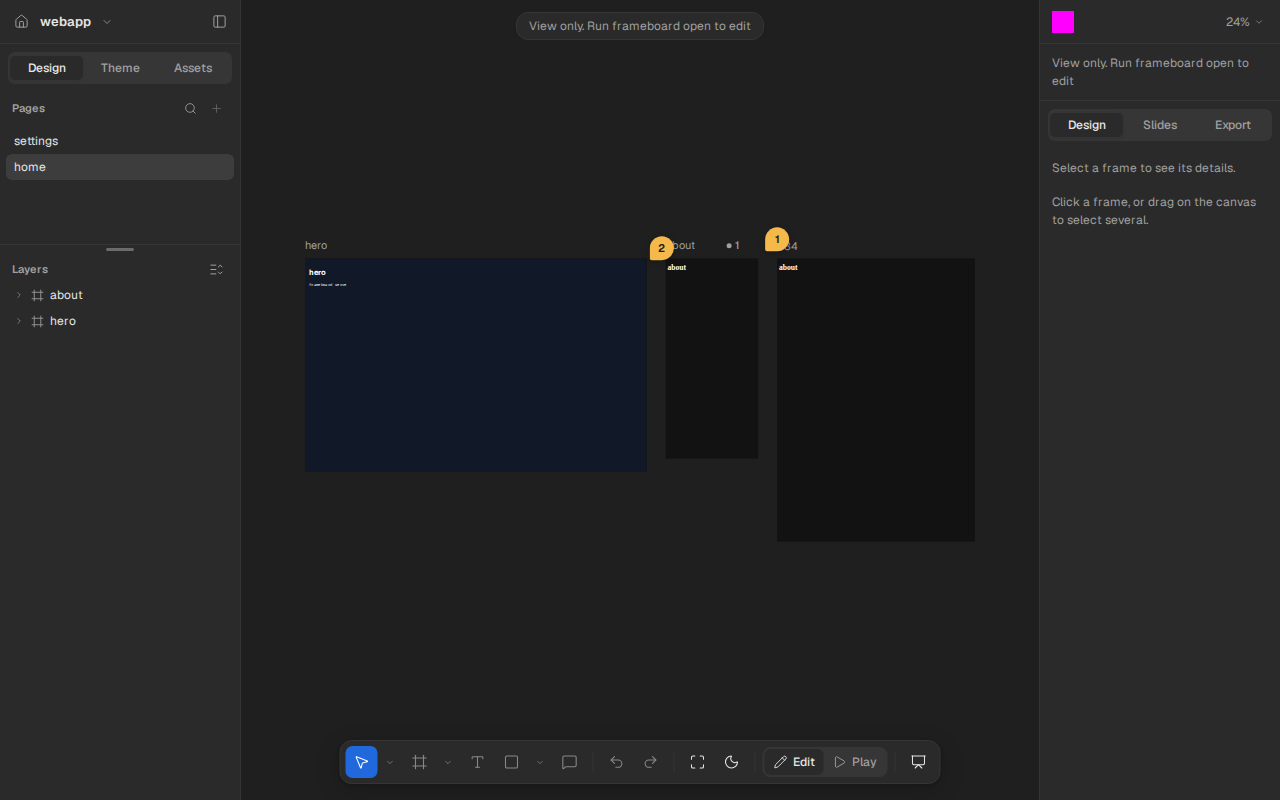 webapp
View only. Run frameboard open to edit
24%
Design
Theme
Assets
View only. Run frameboard open to
edit
Pages
Design
Slides
Export
settings
home
Select a frame to see its details.
Click a frame, or drag on the canvas
to select several.
Layers
about
hero
hero
2
bout
1
1
hero
about
about
Edit
Play